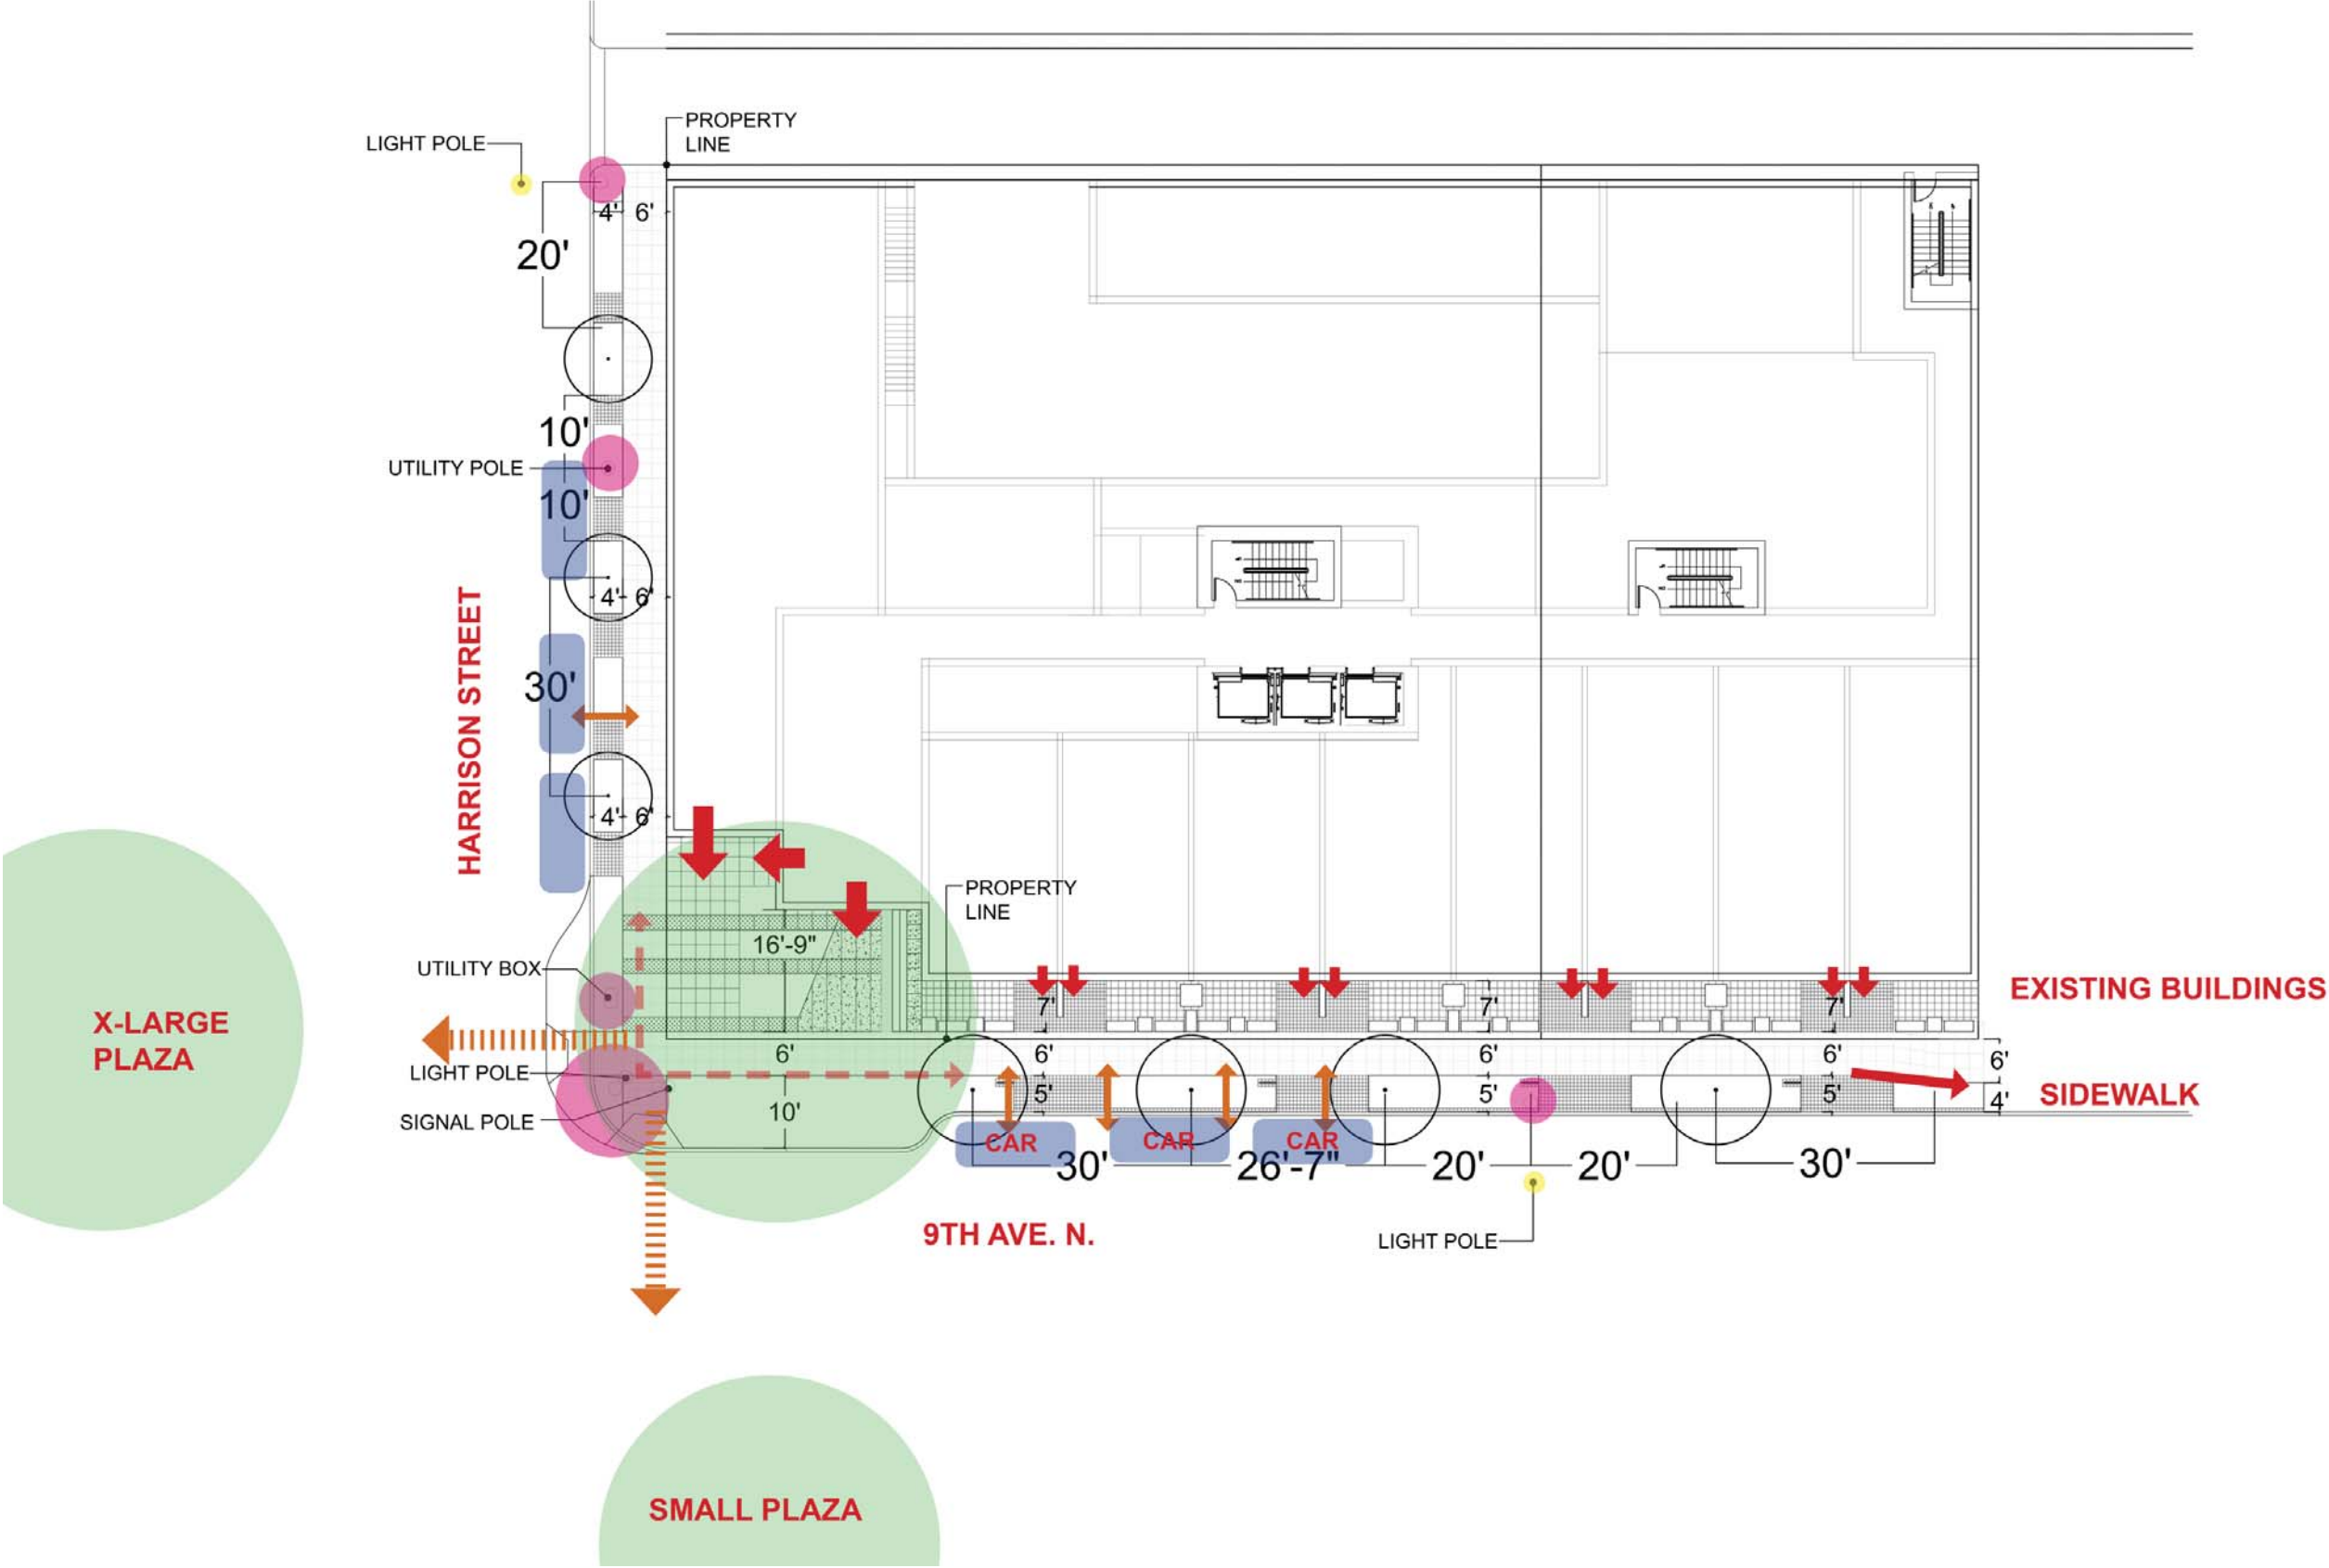 PROPERTY
LINE
LIGHT POLE
4' 6'
20'
10'
UTILITY POLE
10'
4' 6'
HARRISON STREET
30'
4' 6'
PROPERTY
LINE
16'-9"
UTILITY BOX
EXISTING BUILDINGS
7' 7' 7'
X-LARGE
PLAZA
6' 6' 6' 6' 6'
LIGHT POLE
5' 5' 5' 4'
SIDEWALK
10'
SIGNAL POLE
CAR CAR CAR
30' 26'-7" 20' 20' 30'
9TH AVE. N.
LIGHT POLE
SMALL PLAZA